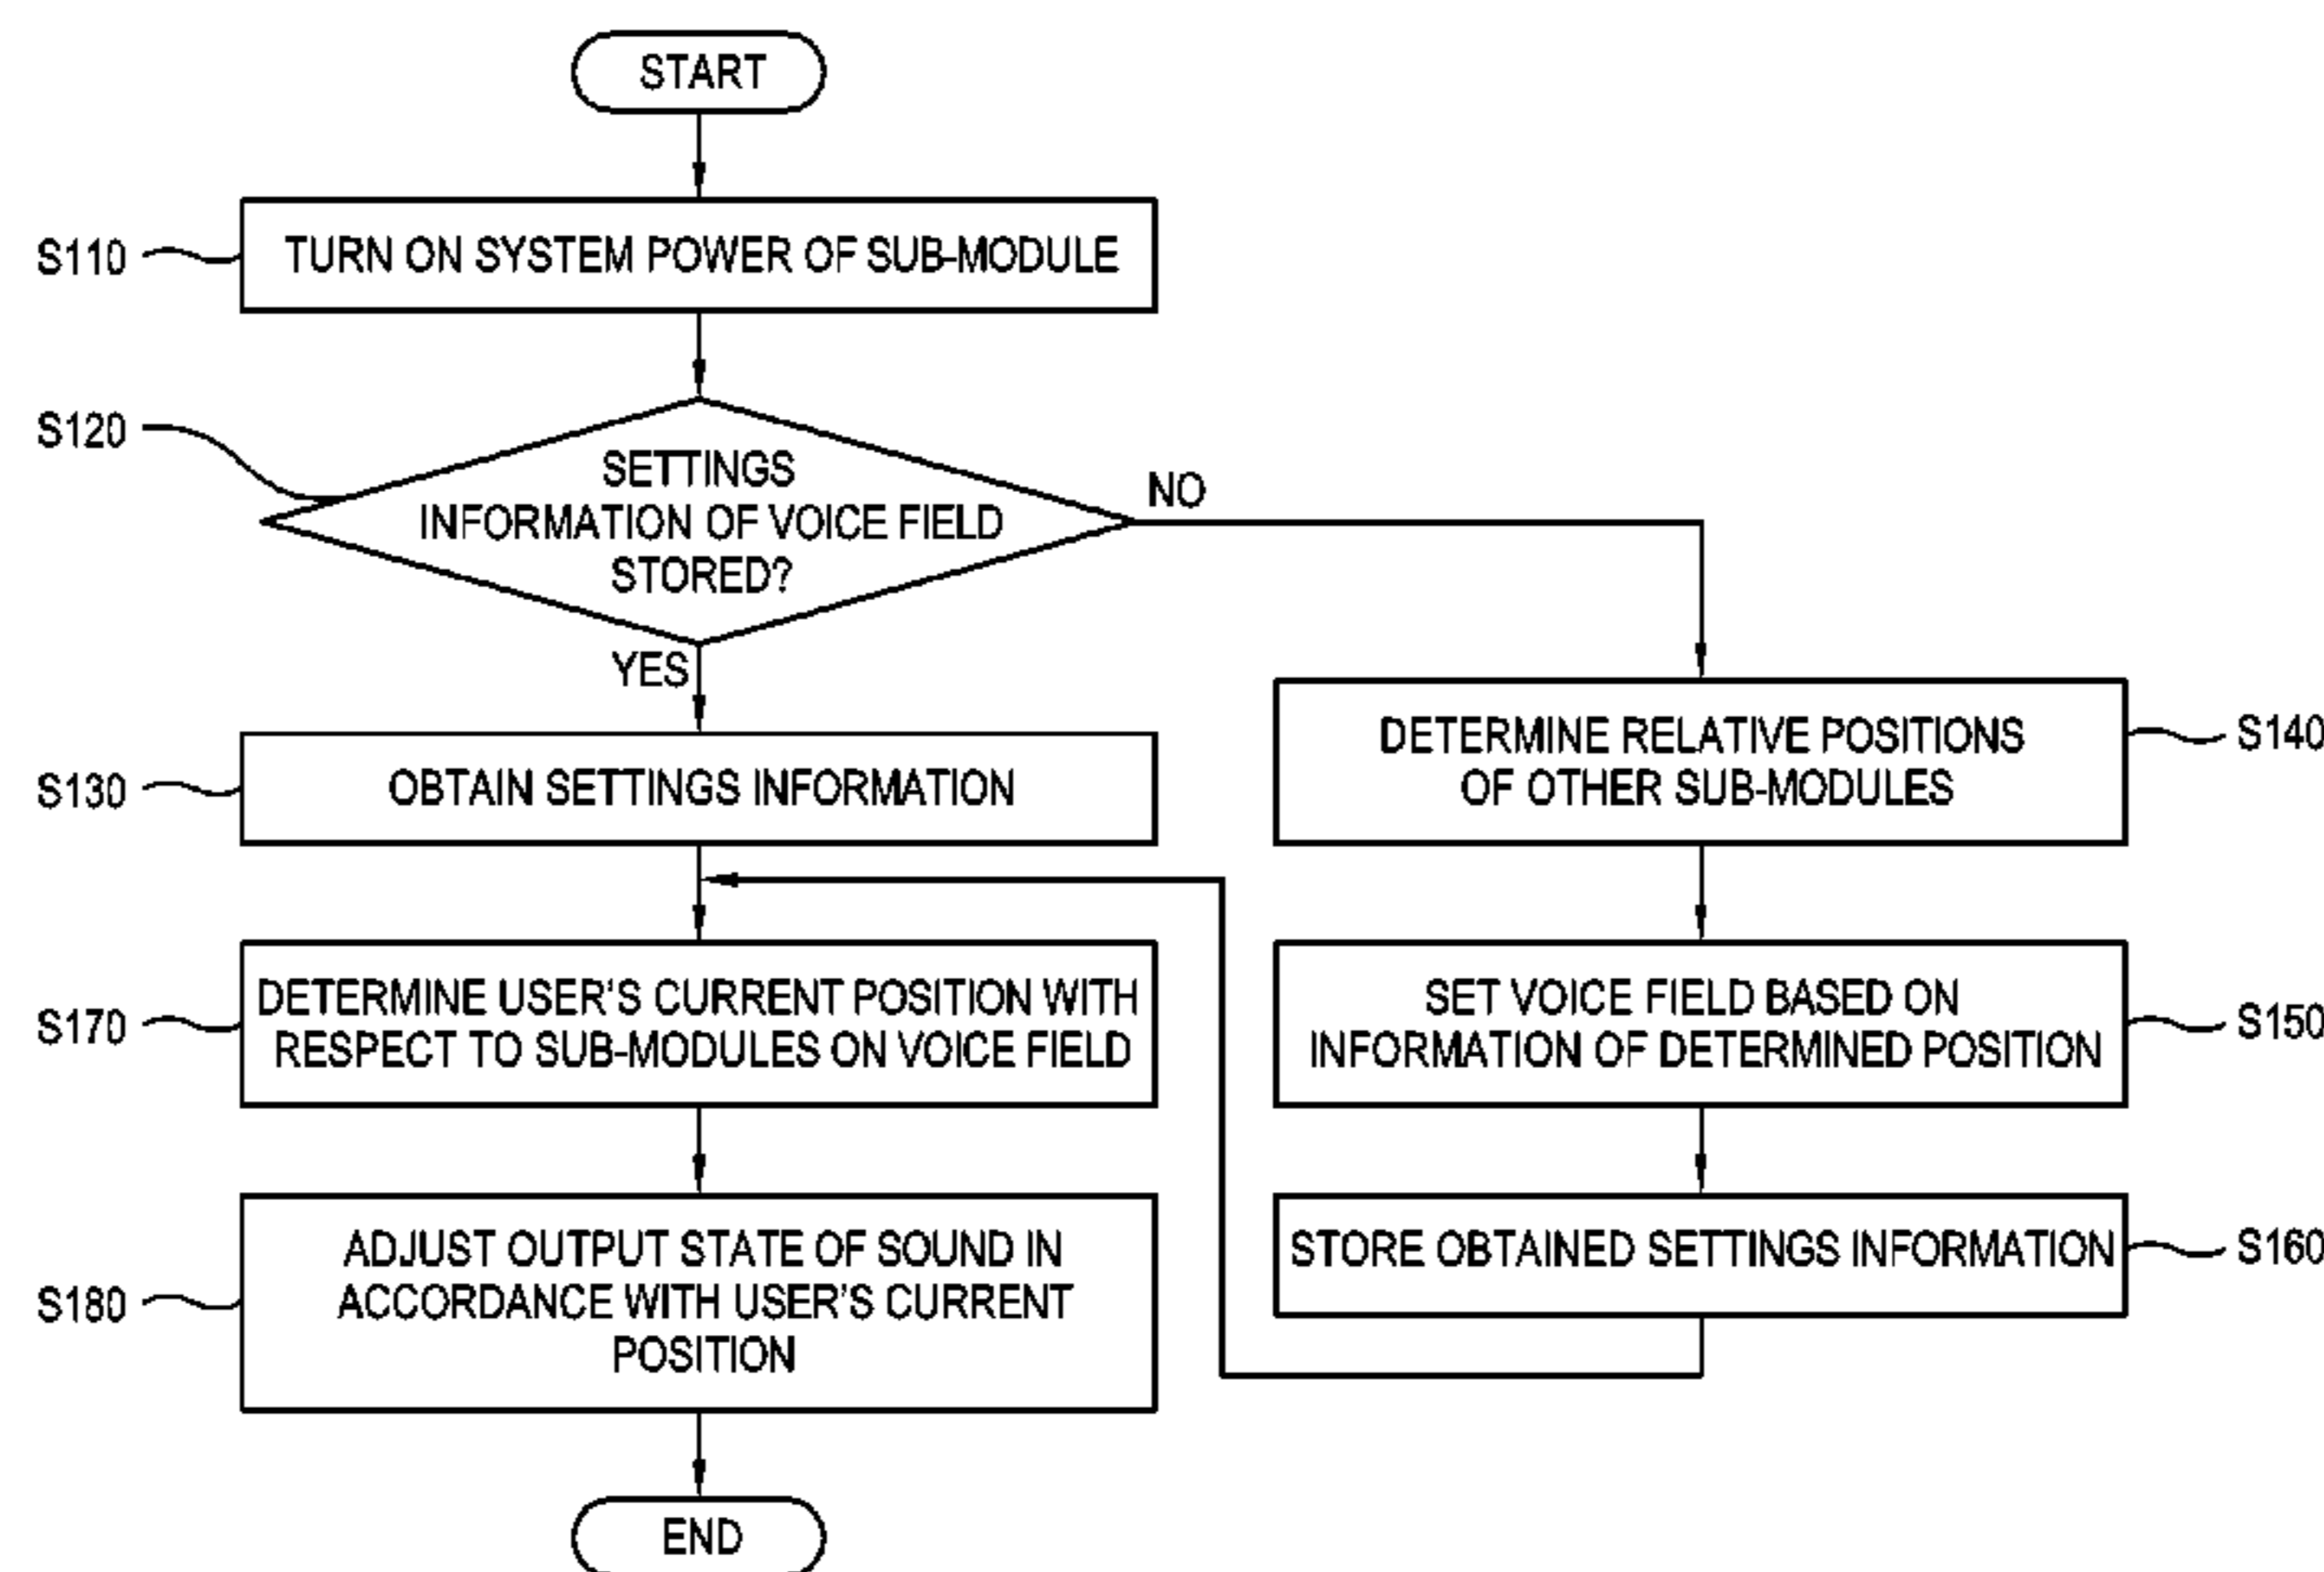 START
S110
TURN ON SYSTEM POWER OF SUB-MODULE
S120
SETTINGS
INFORMATION OF VOICE FIELD
STORED?
NO
YES
S130
OBTAIN SETTINGS INFORMATION
DETERMINE RELATIVE POSITIONS
OF OTHER SUB-MODULES
S140
S170
DETERMINE USER'S CURRENT POSITION WITH
RESPECT TO SUB-MODULES ON VOICE FIELD
SET VOICE FIELD BASED ON
INFORMATION OF DETERMINED POSITION
S150
S180
ADJUST OUTPUT STATE OF SOUND IN
ACCORDANCE WITH USER'S CURRENT
POSITION
STORE OBTAINED SETTINGS INFORMATION
S160
END